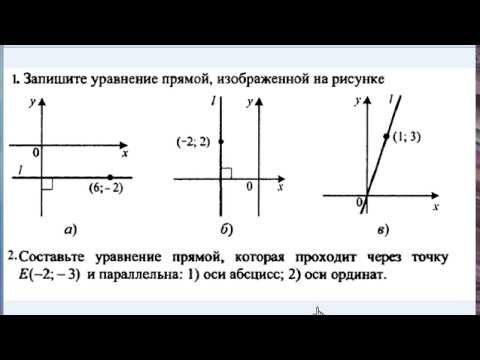 1. Запишите уравнение прямой, изображенной на рисунке
y l y y l
(−2; 2) (1; 3)
0 x
l (6; −2) 0 x 0 x
а) б) в)
2. Составьте уравнение прямой, которая проходит через точку
E(−2; −3) и параллельна: 1) оси абсцисс; 2) оси ординат.